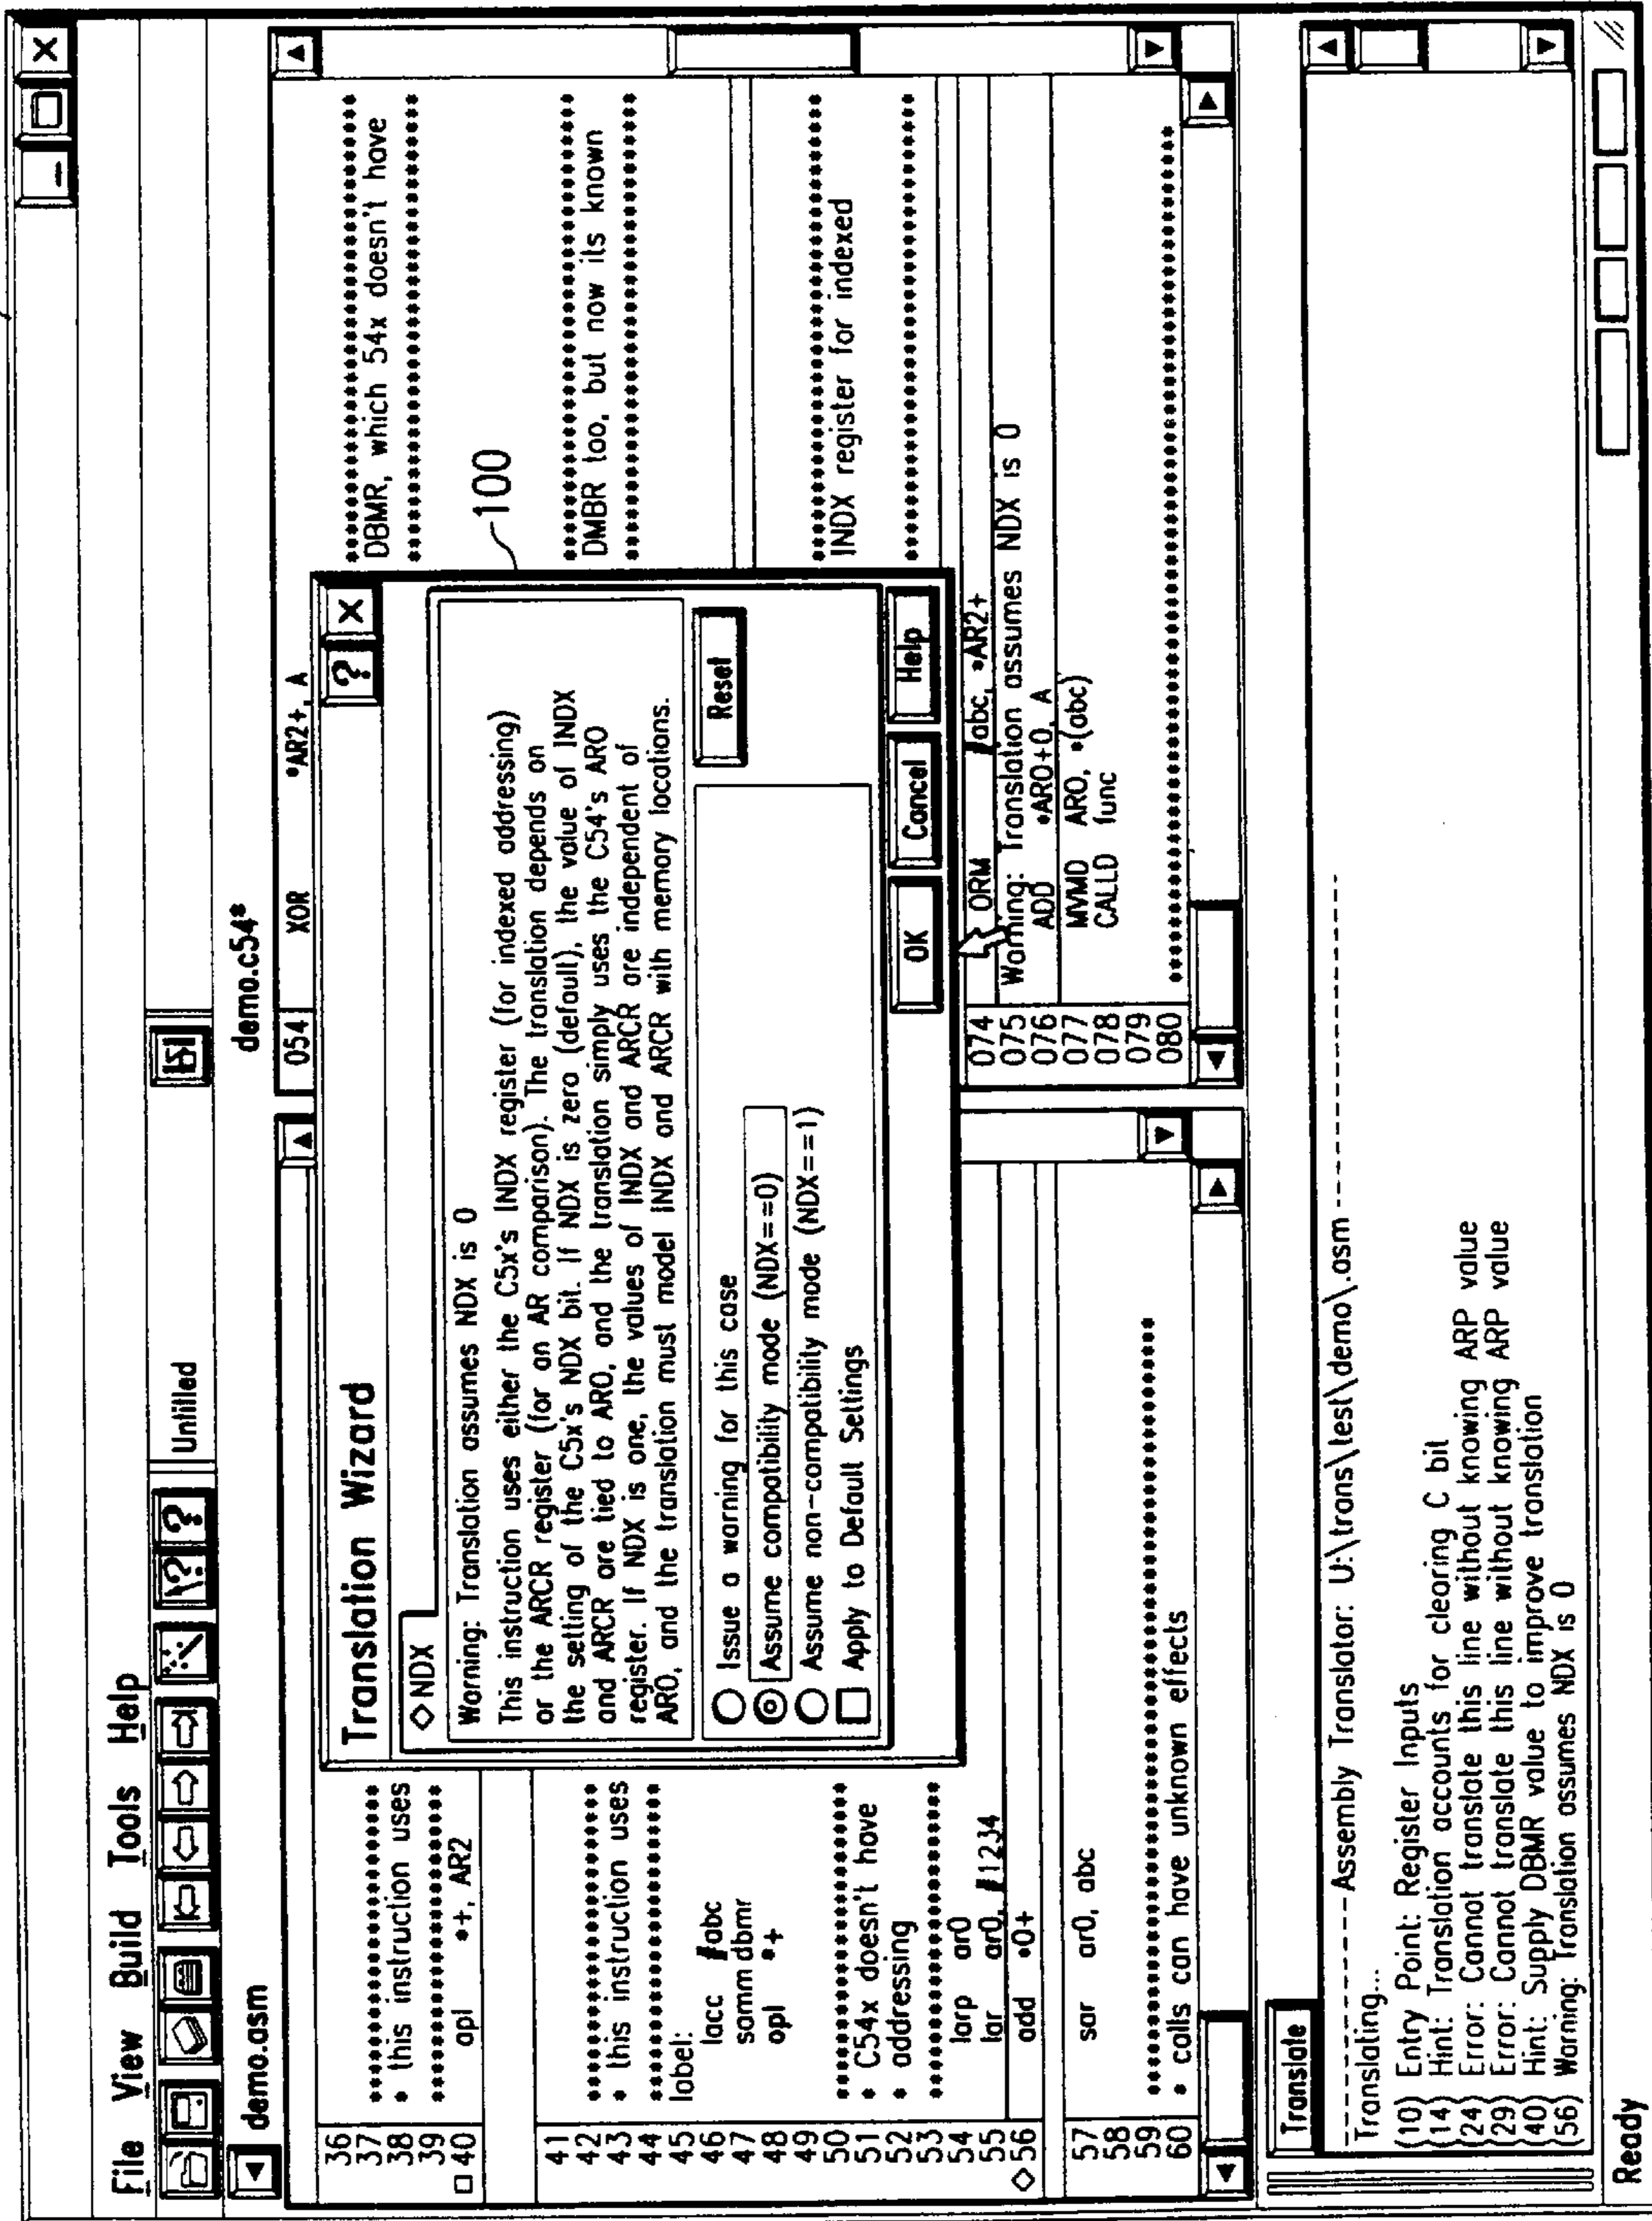 File View Build Tools Help
Untitled
demo.asm
demo.c54*
36
37 ****************************
38 * this instruction uses
39 ****************************
40 apl *+, AR2
41
42 ****************************
43 * this instruction uses
44 ****************************
45 label:
46 lacc #abc
47 samm dbmr
48 opl *+
49
50 ****************************
51 * C54x doesn't have
52 * addressing
53 ****************************
54 larp ar0
55 lar ar0, #1234
◇ 56 add *0+
57 sar ar0, abc
58
59 ****************************
60 * calls can have unknown effects
054 XOR *AR2+, A
****************************
DBMR, which 54x doesn't have
****************************
****************************
DMBR too, but now its known
****************************
****************************
INDX register for indexed
****************************
100
Translation Wizard ? X
◇ NDX
Warning: Translation assumes NDX is 0
This instruction uses either the C5x's INDX register (for indexed addressing)
or the ARCR register (for an AR comparison). The translation depends on
the setting of the C5x's NDX bit. If NDX is zero (default), the value of INDX
and ARCR are tied to AR0, and the translation simply uses the C54's AR0
register. If NDX is one, the values of INDX and ARCR are independent of
AR0, and the translation must model INDX and ARCR with memory locations.
Issue a warning for this case
Assume compatibility mode (NDX==0)
Assume non-compatibility mode (NDX==1)
Apply to Default Settings
Reset
OK Cancel Help
074 ORM #abc, *AR2+
075 Warning: Translation assumes NDX is 0
076 ADD *AR0+0, A
077 MVMD AR0, *(abc)
078 CALLD func
079
080 ****************************
Translate
---------------Assembly Translator: U:\trans\test\demo\.asm---------------
Translating...
(10) Entry Point: Register Inputs
(14) Hint: Translation accounts for clearing C bit
(24) Error: Cannot translate this line without knowing ARP value
(29) Error: Cannot translate this line without knowing ARP value
(40) Hint: Supply DBMR value to improve translation
(56) Warning: Translation assumes NDX is 0
Ready